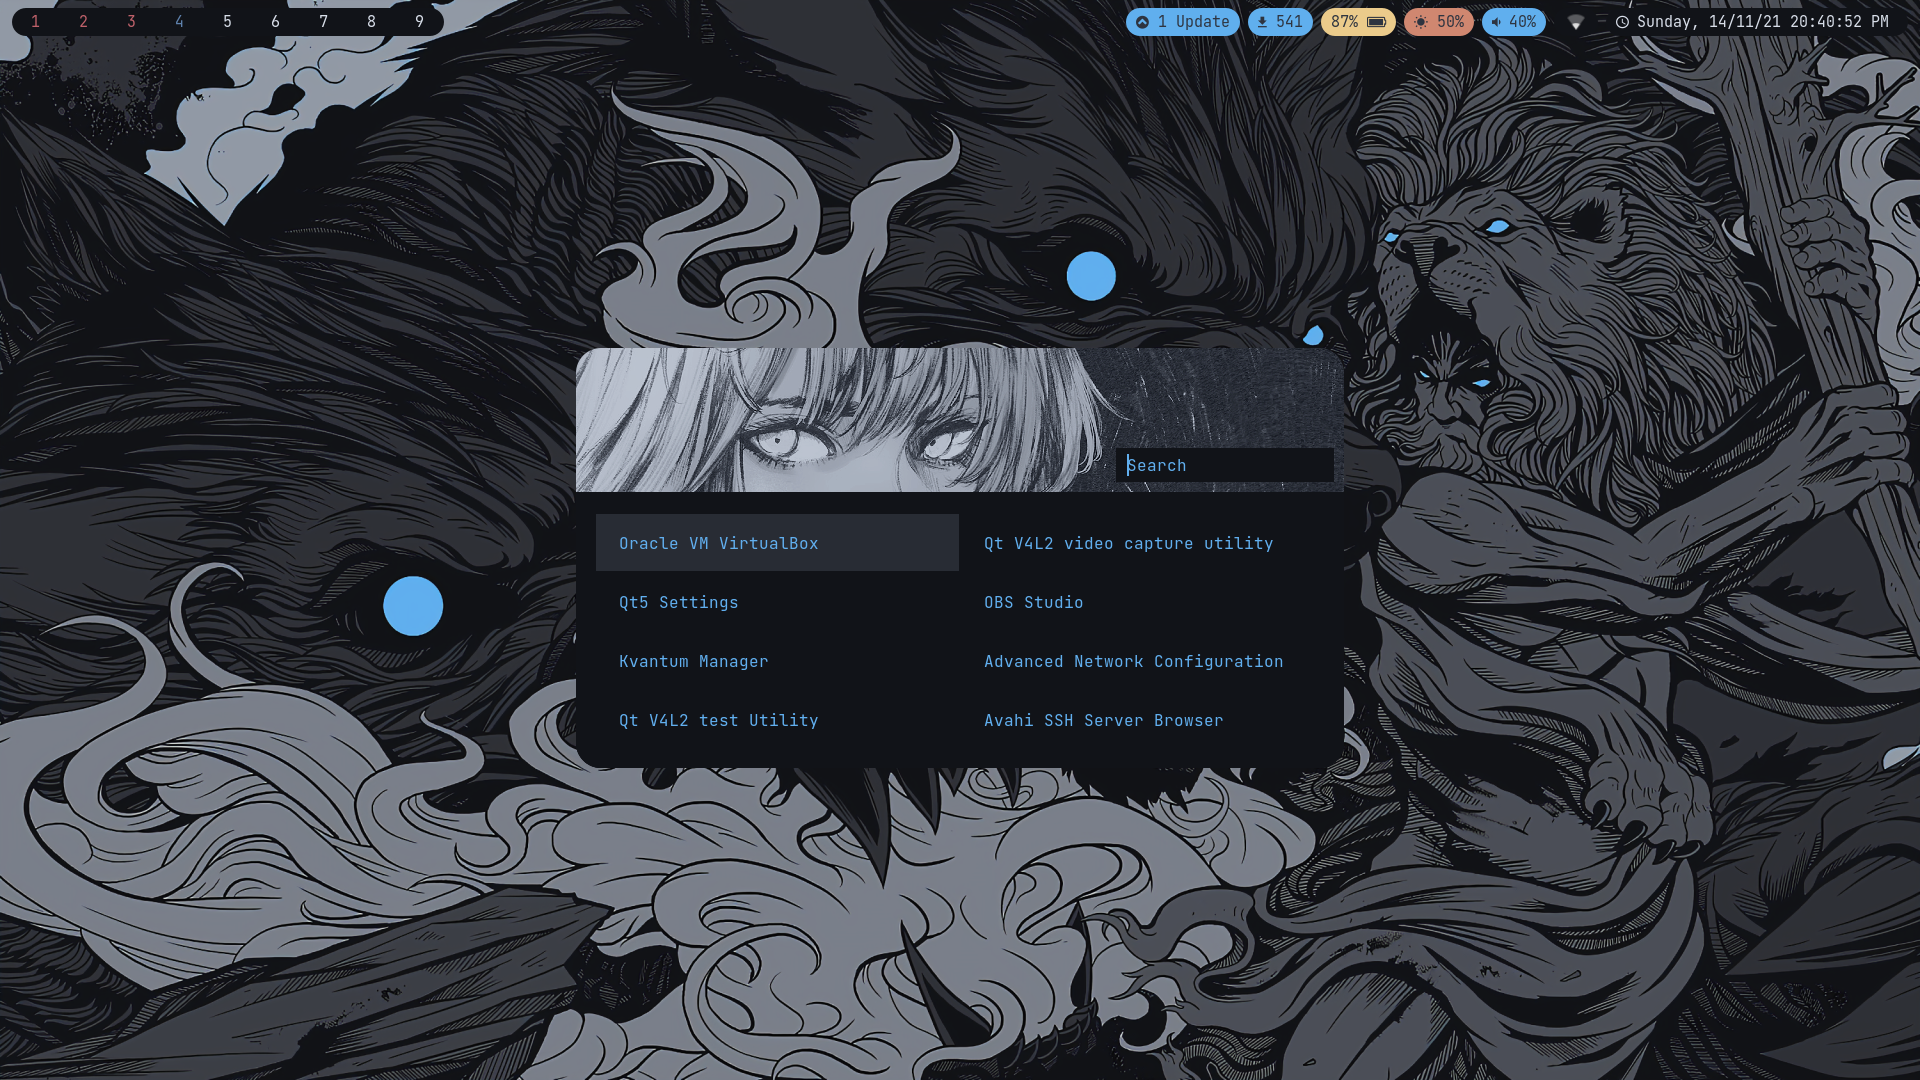 1 2 3 4 5 6 7 8 9
1 Update 541 87% 50% 40% Sunday, 14/11/21 20:40:52 PM
Search
Oracle VM VirtualBox
Qt V4L2 video capture utility
Qt5 Settings
OBS Studio
Kvantum Manager
Advanced Network Configuration
Qt V4L2 test Utility
Avahi SSH Server Browser